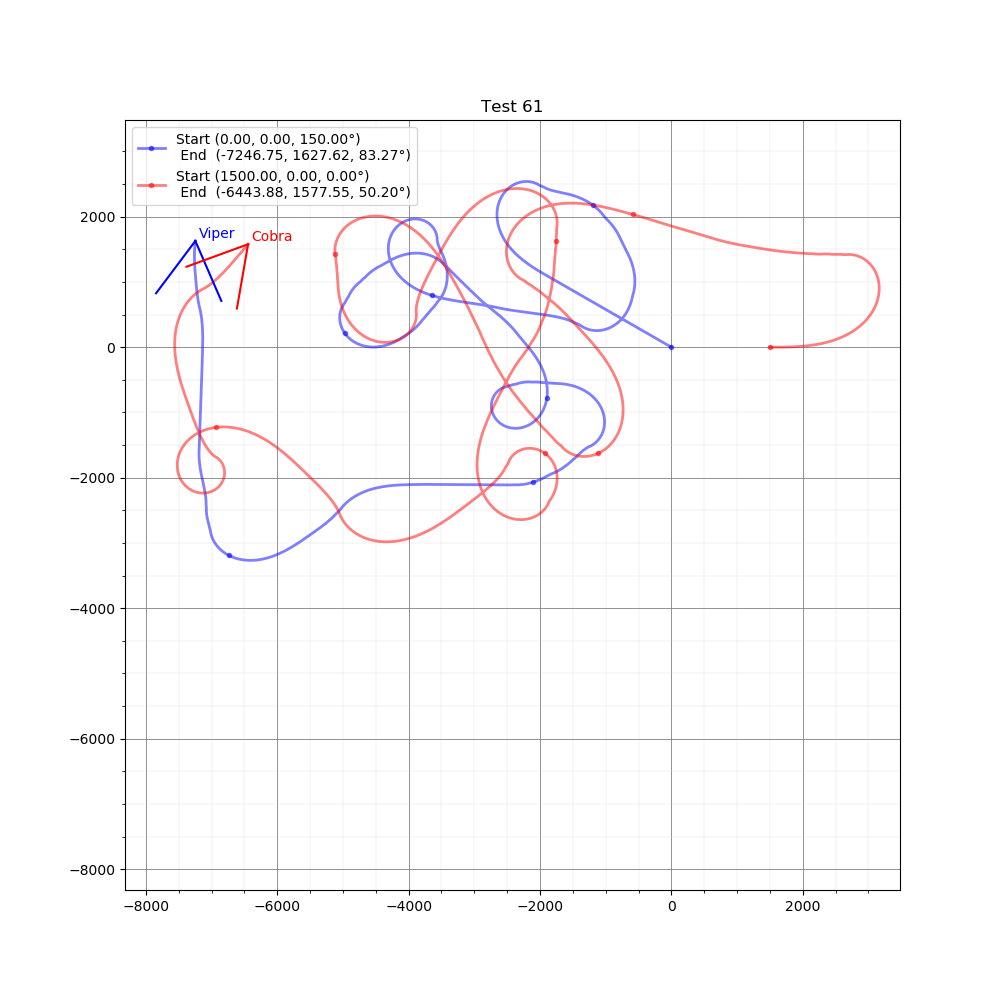 Test 61
Start (0.00, 0.00, 150.00°)
End (-7246.75, 1627.62, 83.27°)
Start (1500.00, 0.00, 0.00°)
End (-6443.88, 1577.55, 50.20°)
Viper
Cobra
2000
0
−2000
−4000
−6000
−8000
−8000 −6000 −4000 −2000 0 2000